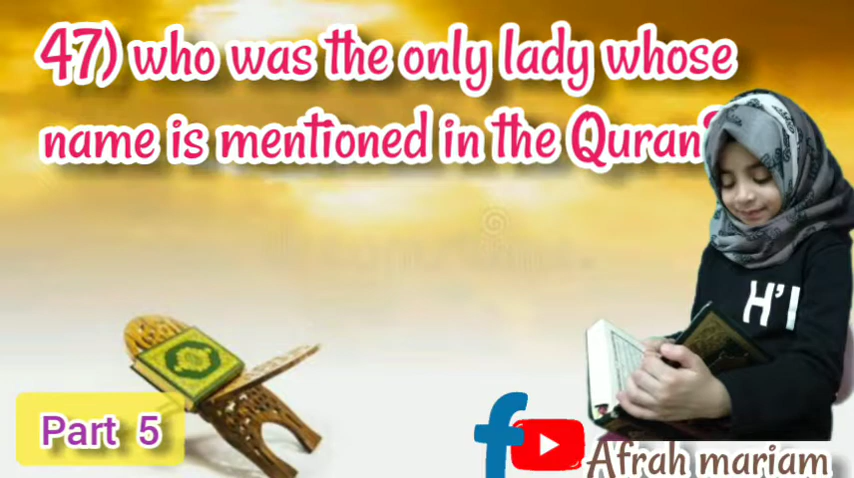 47) who was the only lady whose
name is mentioned in the Quran?
H'I
Part 5
Afrah mariam